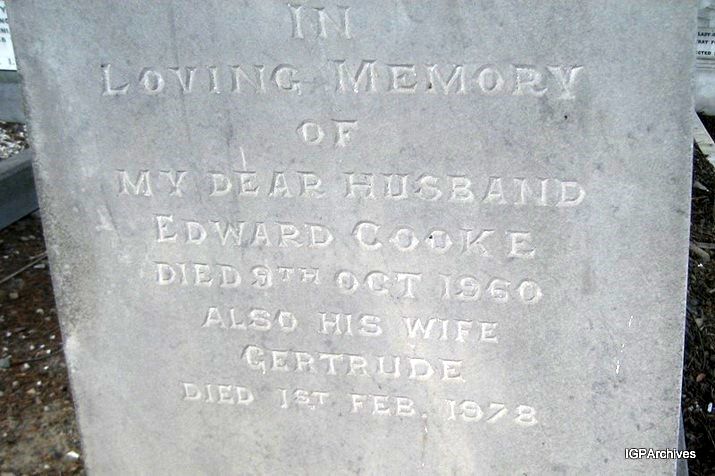 IN
LOVING MEMORY
OF
MY DEAR HUSBAND
EDWARD COOKE
DIED 9TH OCT 1960
ALSO HIS WIFE
GERTRUDE
DIED 1ST FEB. 1978
IGPArchives